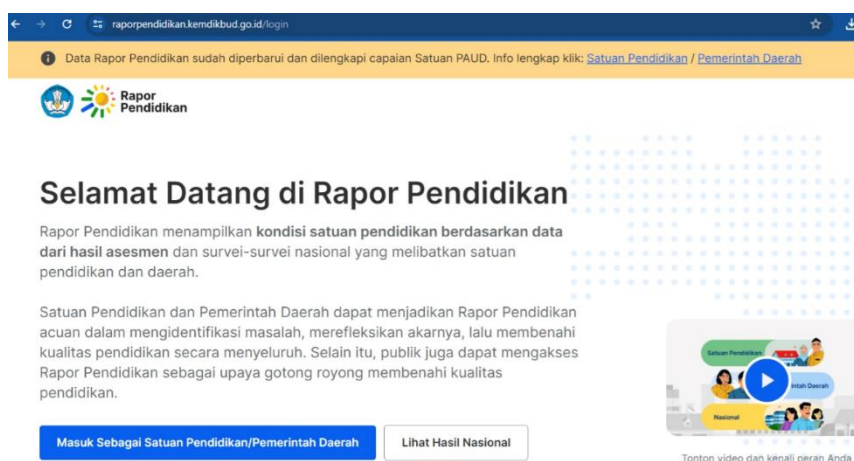 raporpendidikan.kemdikbud.go.id/login
Data Rapor Pendidikan sudah diperbarui dan dilengkapi capaian Satuan PAUD. Info lengkap klik: Satuan Pendidikan / Pemerintah Daerah
Rapor
Pendidikan
Selamat Datang di Rapor Pendidikan
Rapor Pendidikan menampilkan kondisi satuan pendidikan berdasarkan data
dari hasil asesmen dan survei-survei nasional yang melibatkan satuan
pendidikan dan daerah.
Satuan Pendidikan dan Pemerintah Daerah dapat menjadikan Rapor Pendidikan
acuan dalam mengidentifikasi masalah, merefleksikan akarnya, lalu membenahi
kualitas pendidikan secara menyeluruh. Selain itu, publik juga dapat mengakses
Rapor Pendidikan sebagai upaya gotong royong membenahi kualitas
pendidikan.
Satuan Pendidikan
intah Daerah
Nasional
Masuk Sebagai Satuan Pendidikan/Pemerintah Daerah
Lihat Hasil Nasional
Tonton video dan kenali peran Anda